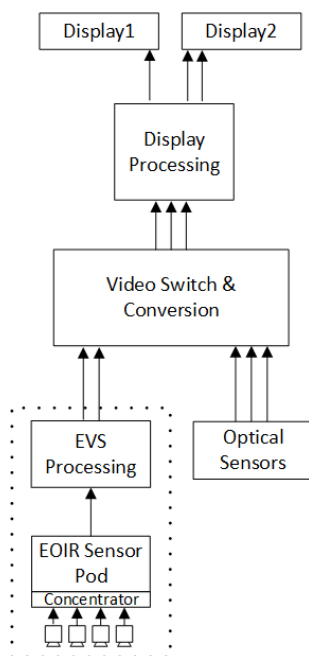 Display1
Display2
Display
Processing
Video Switch &
Conversion
EVS
Processing
Optical
Sensors
EOIR Sensor
Pod
Concentrator